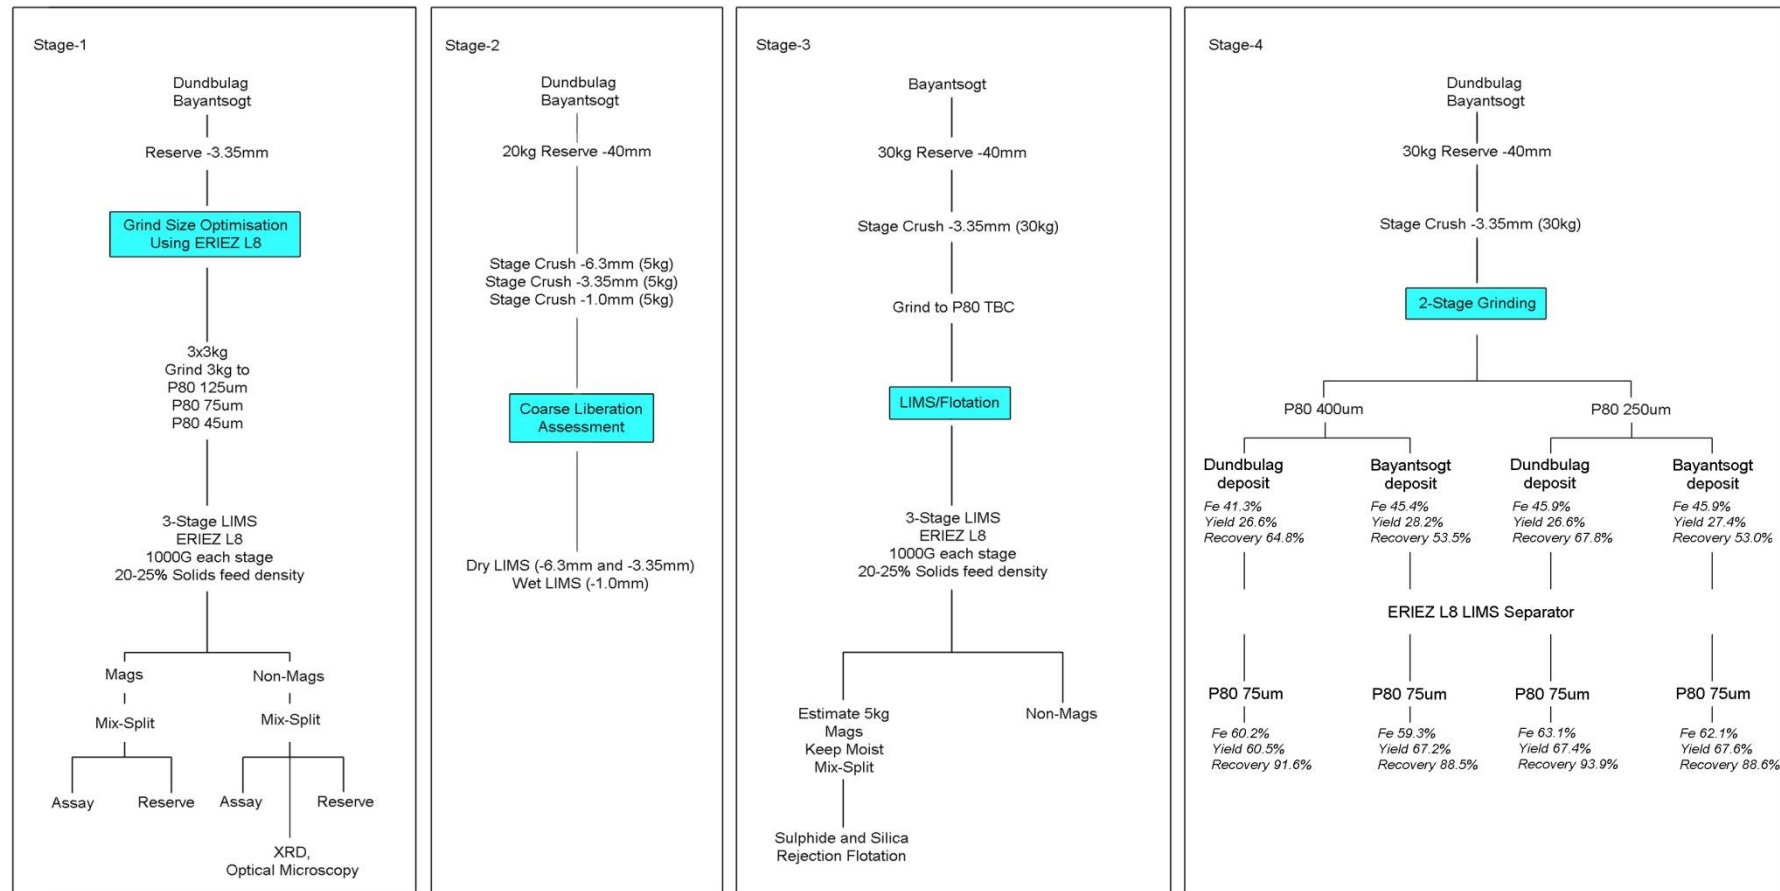 Stage-1
Dundbulag
Bayantsogt
Reserve -3.35mm
Grind Size Optimisation
Using ERIEZ L8
3x3kg
Grind 3kg to
P80 125um
P80 75um
P80 45um
3-Stage LIMS
ERIEZ L8
1000G each stage
20-25% Solids feed density
Mags
Non-Mags
Mix-Split
Mix-Split
Assay
Reserve
Assay
Reserve
XRD,
Optical Microscopy
Stage-2
Dundbulag
Bayantsogt
20kg Reserve -40mm
Stage Crush -6.3mm (5kg)
Stage Crush -3.35mm (5kg)
Stage Crush -1.0mm (5kg)
Coarse Liberation
Assessment
Dry LIMS (-6.3mm and -3.35mm)
Wet LIMS (-1.0mm)
Stage-3
Bayantsogt
30kg Reserve -40mm
Stage Crush -3.35mm (30kg)
Grind to P80 TBC
LIMS/Flotation
3-Stage LIMS
ERIEZ L8
1000G each stage
20-25% Solids feed density
Estimate 5kg
Mags
Keep Moist
Mix-Split
Non-Mags
Sulphide and Silica
Rejection Flotation
Stage-4
Dundbulag
Bayantsogt
30kg Reserve -40mm
Stage Crush -3.35mm (30kg)
2-Stage Grinding
P80 400um
P80 250um
Dundbulag
deposit
Fe 41.3%
Yield 26.6%
Recovery 64.8%
Bayantsogt
deposit
Fe 45.4%
Yield 28.2%
Recovery 53.5%
Dundbulag
deposit
Fe 45.9%
Yield 26.6%
Recovery 67.8%
Bayantsogt
deposit
Fe 45.9%
Yield 27.4%
Recovery 53.0%
ERIEZ L8 LIMS Separator
P80 75um
Fe 60.2%
Yield 60.5%
Recovery 91.6%
P80 75um
Fe 59.3%
Yield 67.2%
Recovery 88.5%
P80 75um
Fe 63.1%
Yield 67.4%
Recovery 93.9%
P80 75um
Fe 62.1%
Yield 67.6%
Recovery 88.6%